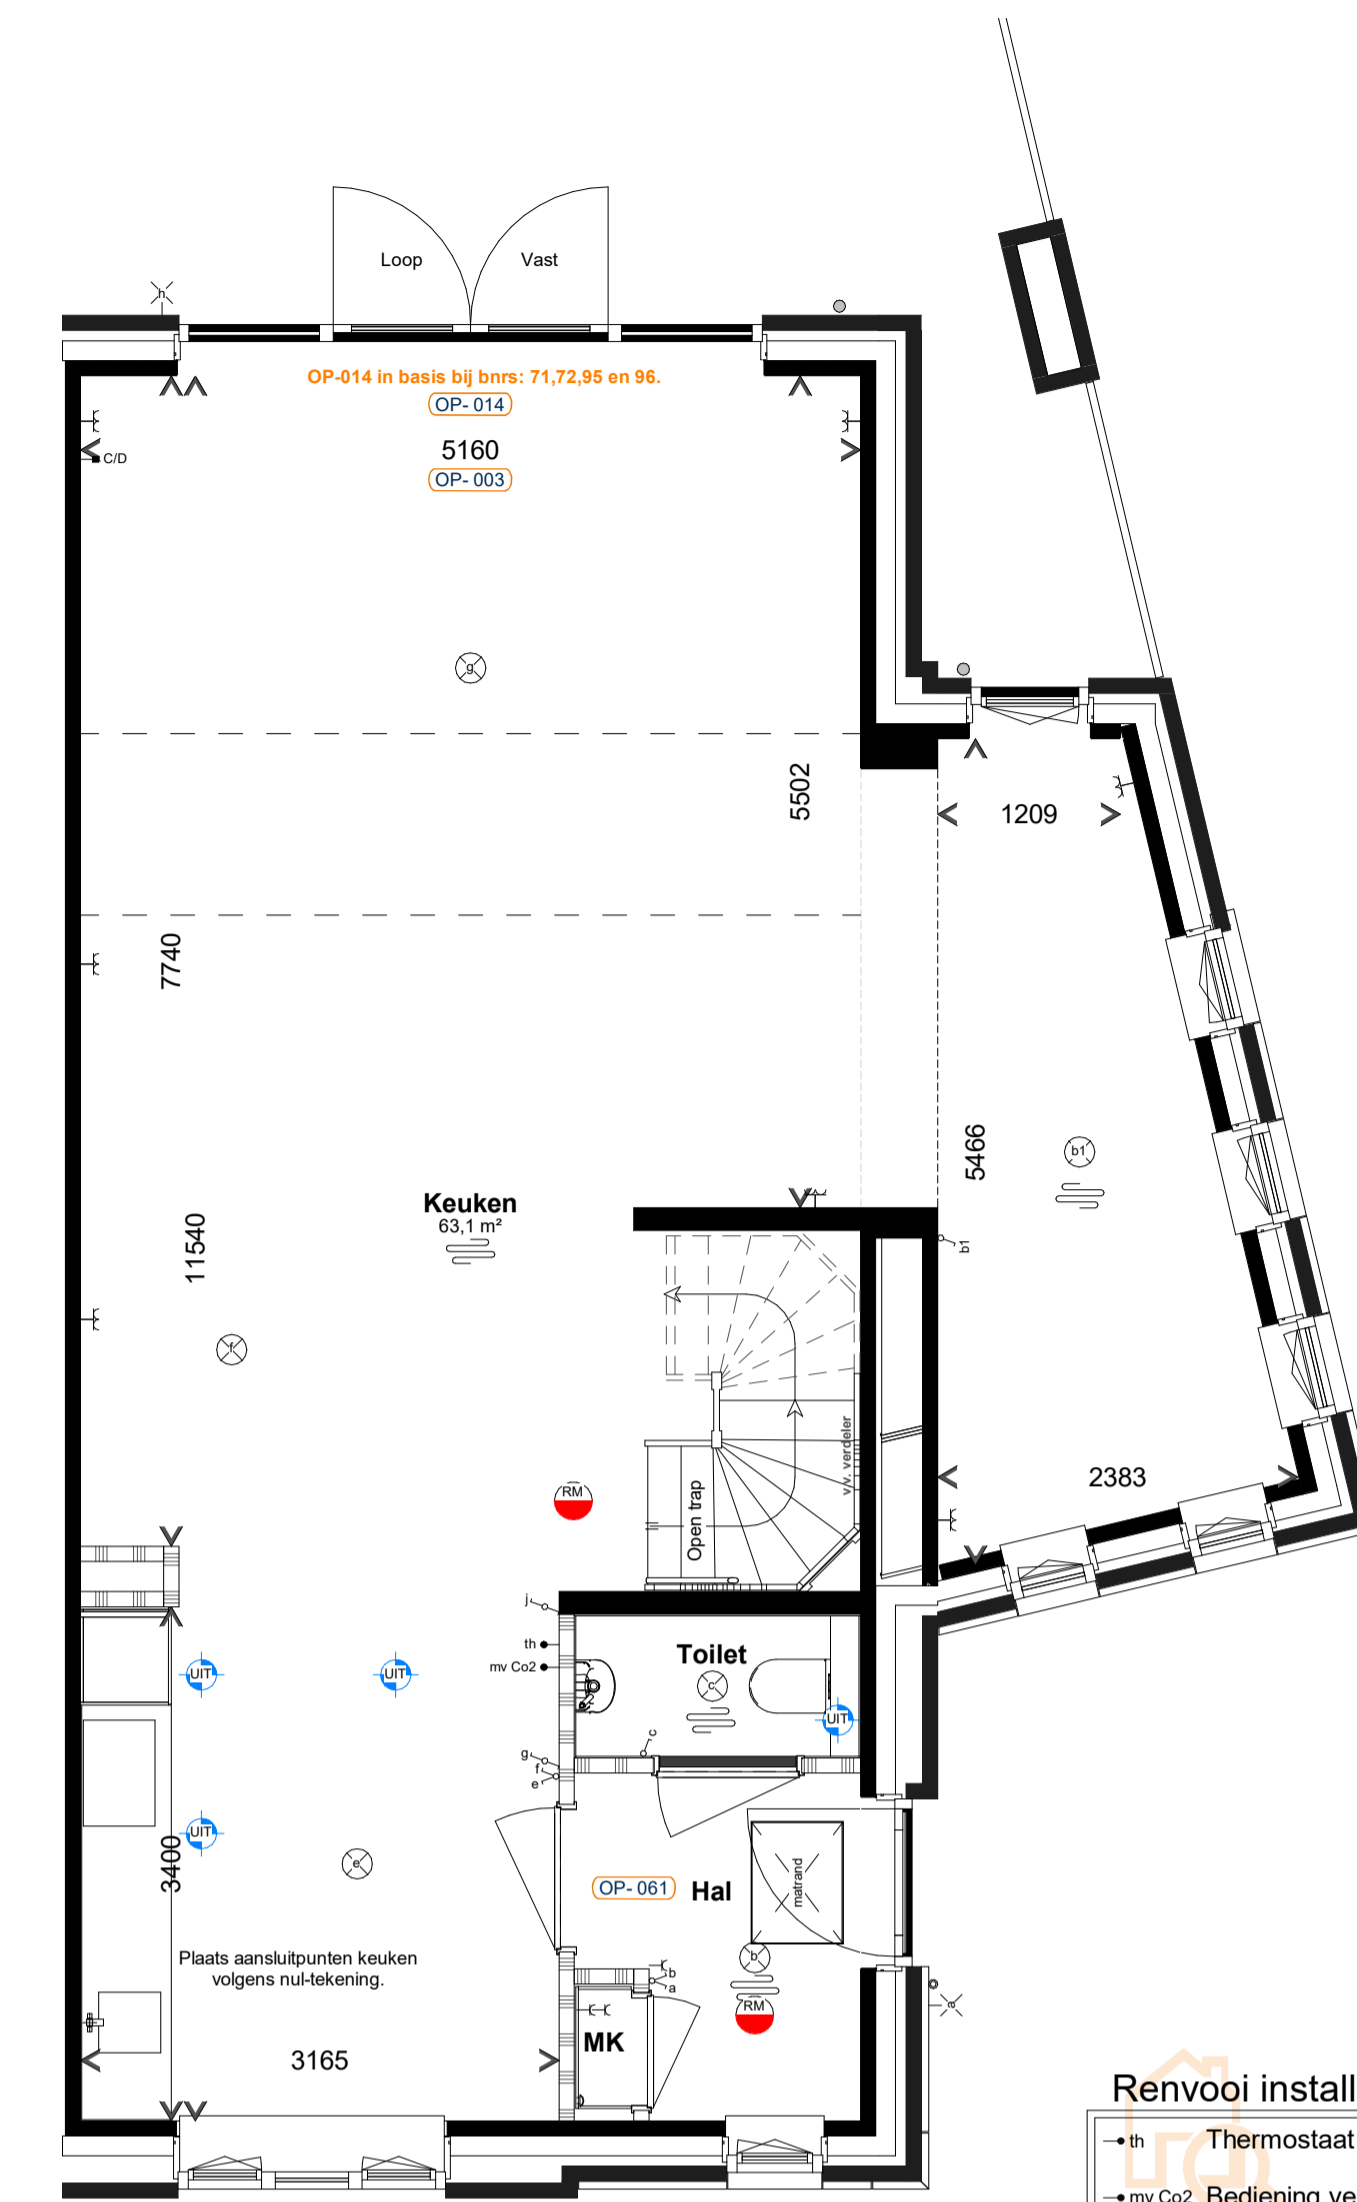 Loop
Vast
h
OP-014 in basis bij bnrs: 71,72,95 en 96.
OP- 014
5160
OP- 003
C/D
g
5502
1209
7740
5466
b1
Keuken
63,1 m²
b1
11540
f
v.v. verdeler
2383
Open trap
RM
j
th
mv Co2
Toilet
c
UIT
UIT
UIT
c
g
f
e
UIT
3400
e
OP- 061
Hal
matrand
Plaats aansluitpunten keuken
volgens nul-tekening.
b
b
a
RM
a
MK
3165
Renvooi install
th
Thermostaat
mv Co2
Bediening ve